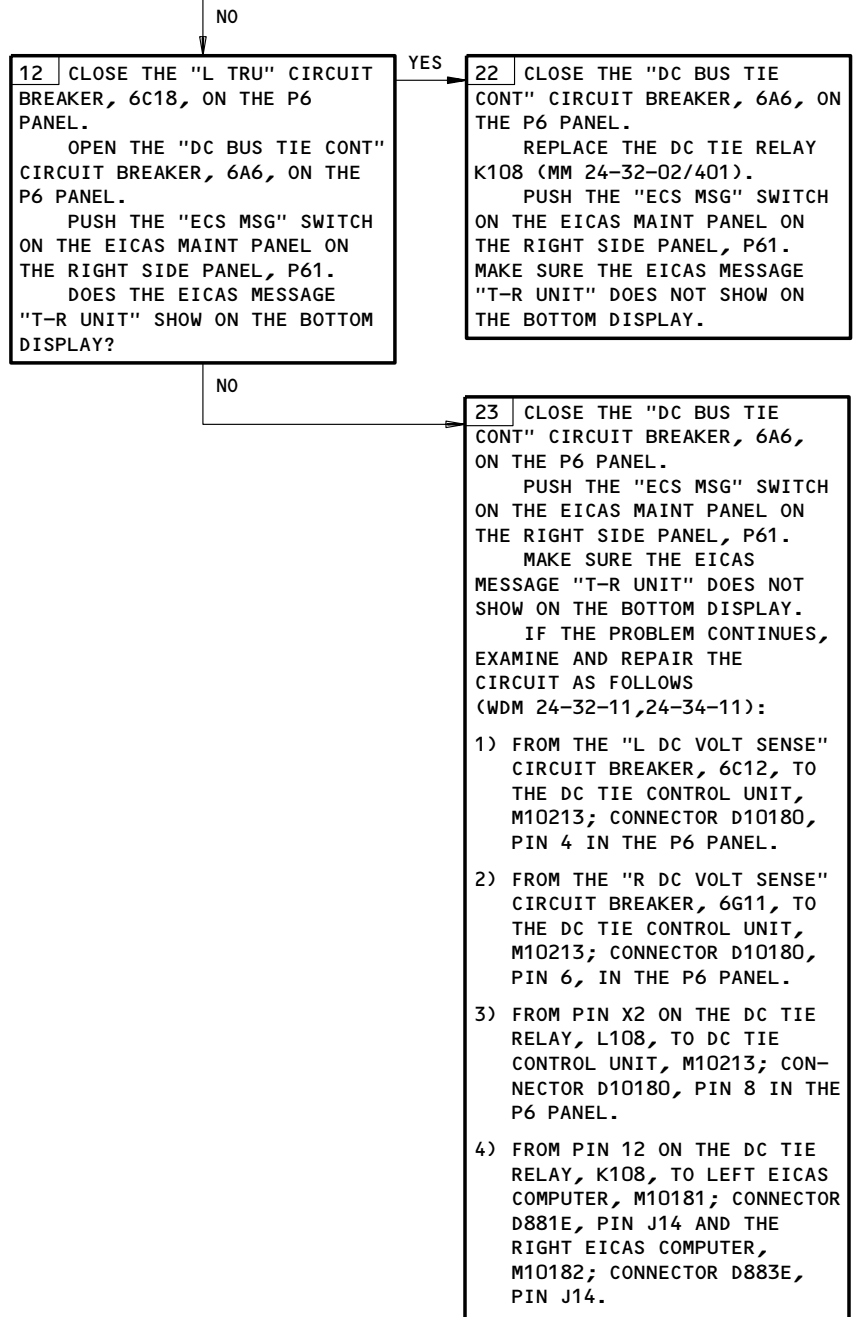 NO
12 CLOSE THE "L TRU" CIRCUIT
BREAKER, 6C18, ON THE P6
PANEL.
OPEN THE "DC BUS TIE CONT"
CIRCUIT BREAKER, 6A6, ON THE
P6 PANEL.
PUSH THE "ECS MSG" SWITCH
ON THE EICAS MAINT PANEL ON
THE RIGHT SIDE PANEL, P61.
DOES THE EICAS MESSAGE
"T-R UNIT" SHOW ON THE BOTTOM
DISPLAY?
YES
22 CLOSE THE "DC BUS TIE
CONT" CIRCUIT BREAKER, 6A6, ON
THE P6 PANEL.
REPLACE THE DC TIE RELAY
K108 (MM 24-32-02/401).
PUSH THE "ECS MSG" SWITCH
ON THE EICAS MAINT PANEL ON
THE RIGHT SIDE PANEL, P61.
MAKE SURE THE EICAS MESSAGE
"T-R UNIT" DOES NOT SHOW ON
THE BOTTOM DISPLAY.
NO
23 CLOSE THE "DC BUS TIE
CONT" CIRCUIT BREAKER, 6A6,
ON THE P6 PANEL.
PUSH THE "ECS MSG" SWITCH
ON THE EICAS MAINT PANEL ON
THE RIGHT SIDE PANEL, P61.
MAKE SURE THE EICAS
MESSAGE "T-R UNIT" DOES NOT
SHOW ON THE BOTTOM DISPLAY.
IF THE PROBLEM CONTINUES,
EXAMINE AND REPAIR THE
CIRCUIT AS FOLLOWS
(WDM 24-32-11,24-34-11):
1) FROM THE "L DC VOLT SENSE"
CIRCUIT BREAKER, 6C12, TO
THE DC TIE CONTROL UNIT,
M10213; CONNECTOR D10180,
PIN 4 IN THE P6 PANEL.
2) FROM THE "R DC VOLT SENSE"
CIRCUIT BREAKER, 6G11, TO
THE DC TIE CONTROL UNIT,
M10213; CONNECTOR D10180,
PIN 6, IN THE P6 PANEL.
3) FROM PIN X2 ON THE DC TIE
RELAY, L108, TO DC TIE
CONTROL UNIT, M10213; CON-
NECTOR D10180, PIN 8 IN THE
P6 PANEL.
4) FROM PIN 12 ON THE DC TIE
RELAY, K108, TO LEFT EICAS
COMPUTER, M10181; CONNECTOR
D881E, PIN J14 AND THE
RIGHT EICAS COMPUTER,
M10182; CONNECTOR D883E,
PIN J14.